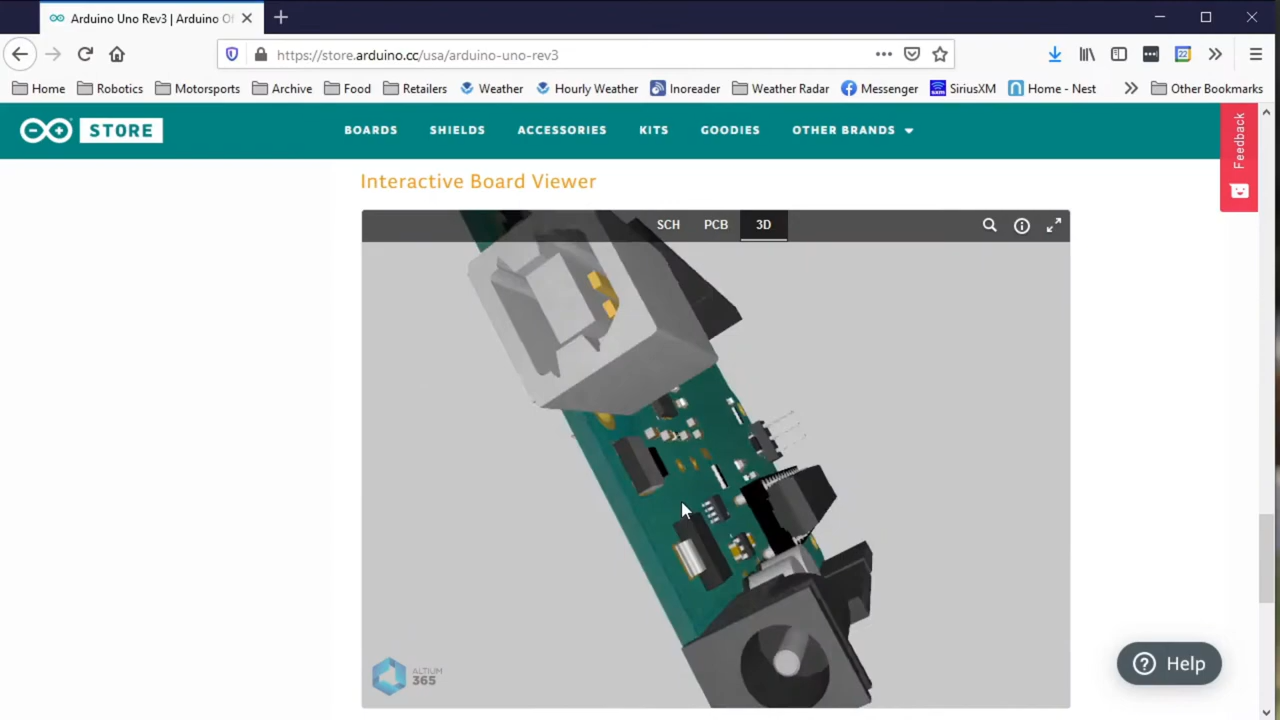 Arduino Uno Rev3 | Arduino Of
https://store.arduino.cc/usa/arduino-uno-rev3
22
Home Robotics Motorsports Archive Food Retailers Weather Hourly Weather Inoreader Weather Radar Messenger SiriusXM Home - Nest Other Bookmarks
STORE BOARDS SHIELDS ACCESSORIES KITS GOODIES OTHER BRANDS
Feedback
Interactive Board Viewer
SCH PCB 3D
ALTIUM
365
Help